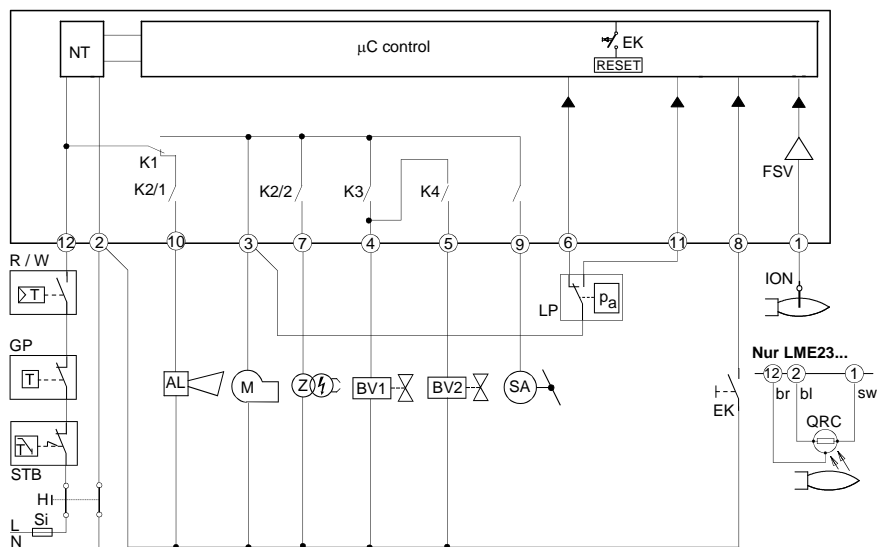 NT
µC control
EK
RESET
K1
FSV
K2/1 K2/2 K3 K4
12 2 10 3 7 4 5 9 6 11 8 1
R / W
T
ION
LP
pa
GP
T
Nur LME23...
12 2 1
br bl sw
AL M Z BV1 BV2 SA
EK
QRC
T
STB
H
L Si
N